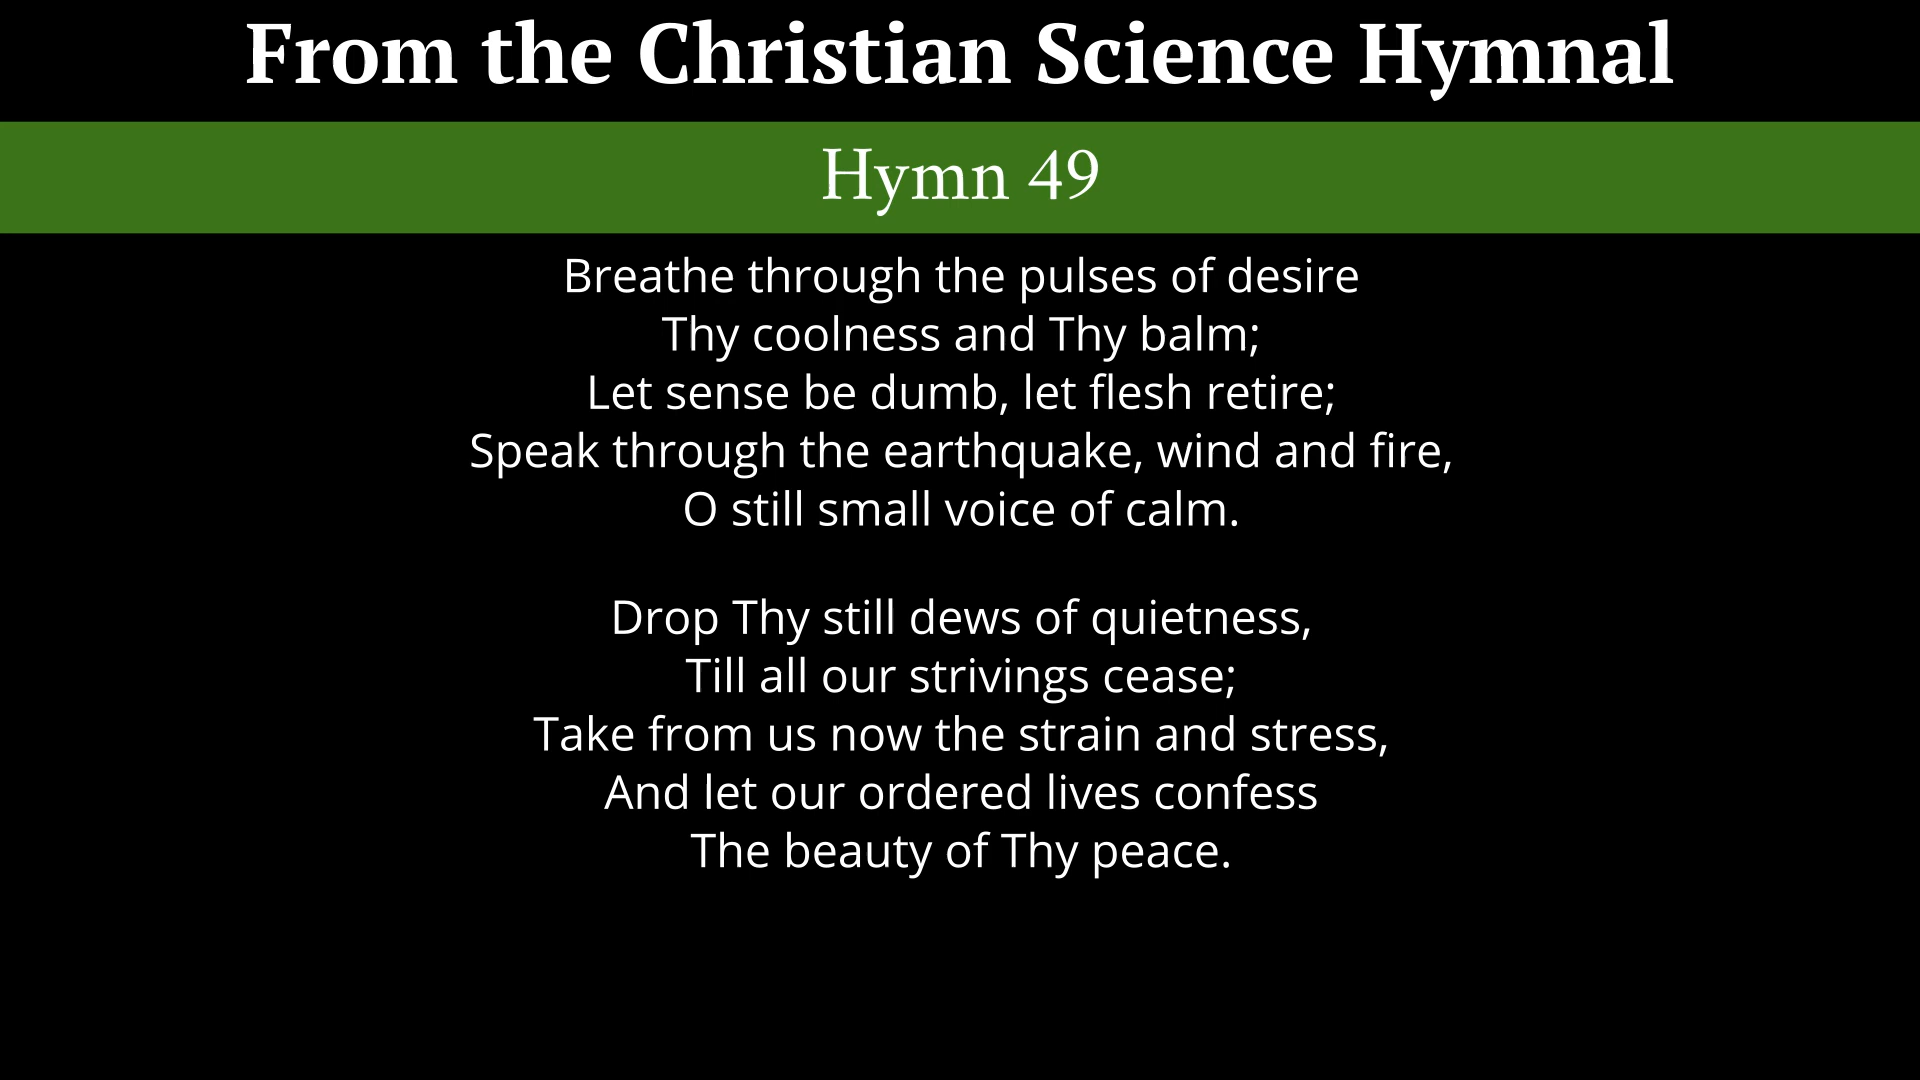 From the Christian Science Hymnal
Hymn 49
Breathe through the pulses of desire
Thy coolness and Thy balm;
Let sense be dumb, let flesh retire;
Speak through the earthquake, wind and fire,
O still small voice of calm.
Drop Thy still dews of quietness,
Till all our strivings cease;
Take from us now the strain and stress,
And let our ordered lives confess
The beauty of Thy peace.